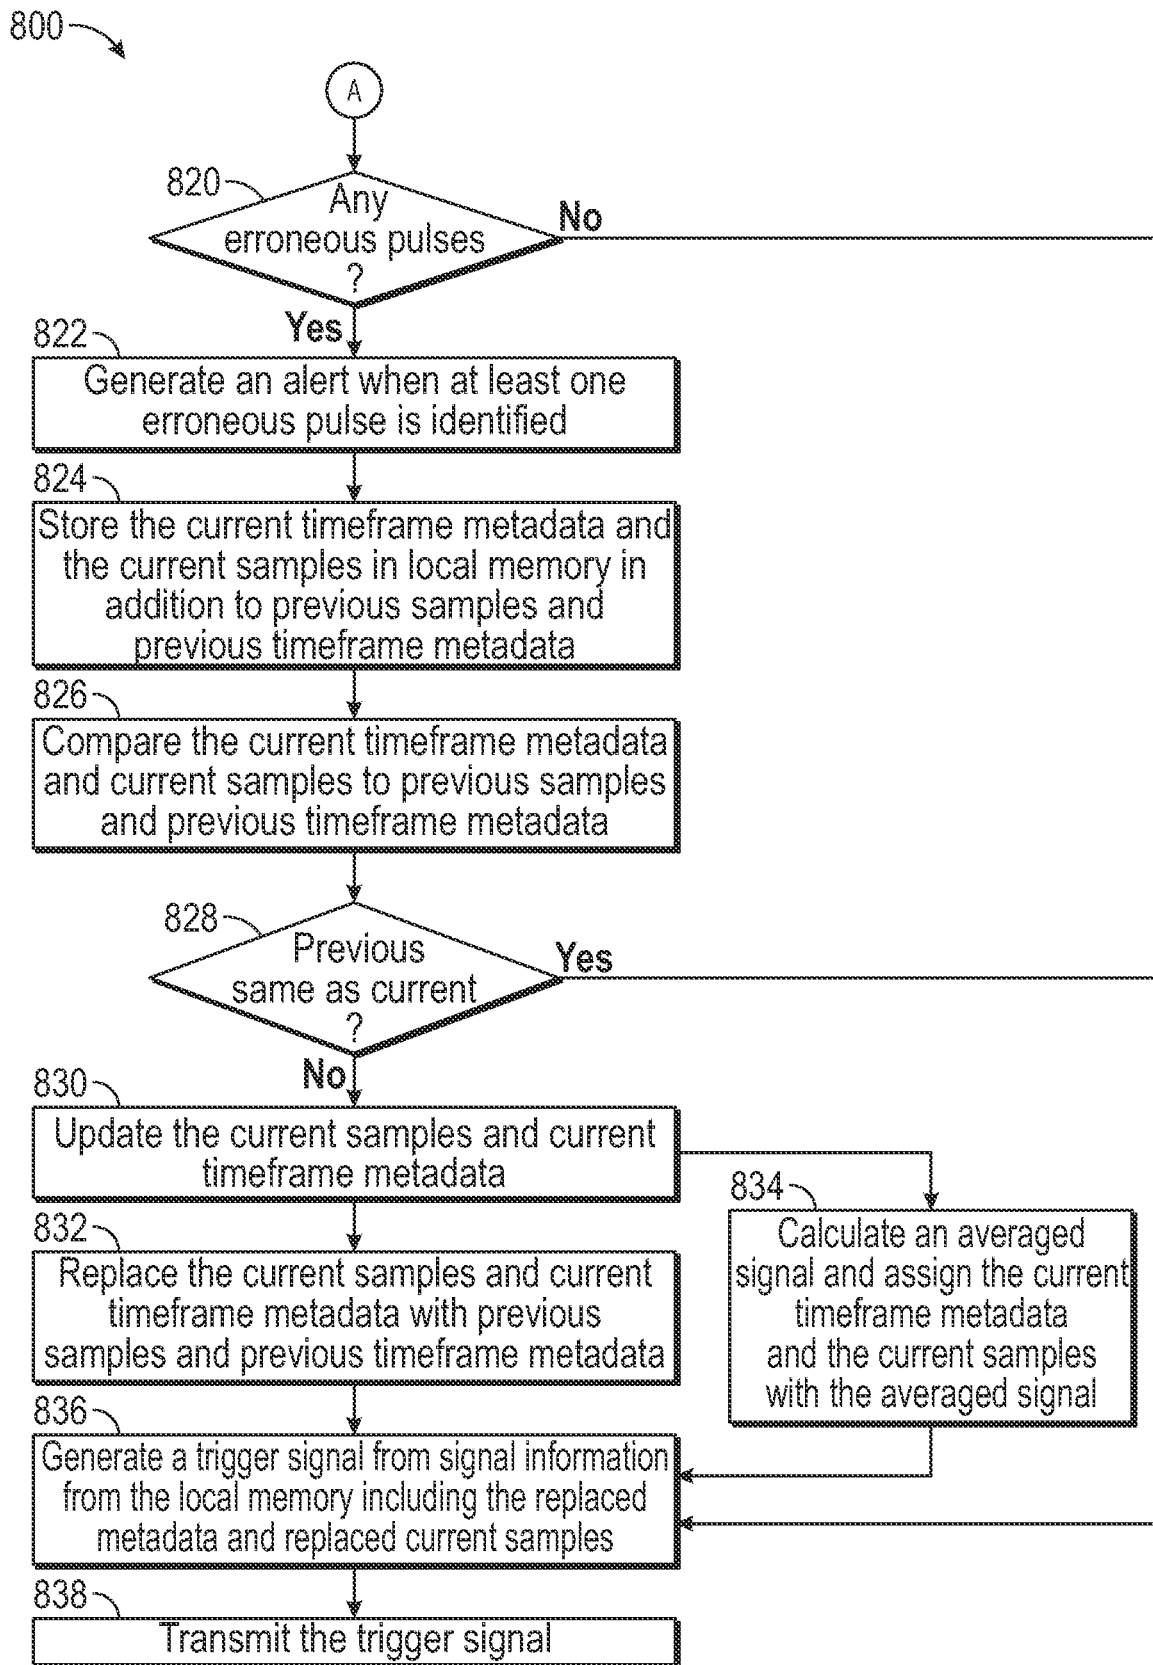 800
A
820
Any
erroneous pulses
?
No
Yes
822
Generate an alert when at least one
erroneous pulse is identified
824
Store the current timeframe metadata and
the current samples in local memory in
addition to previous samples and
previous timeframe metadata
826
Compare the current timeframe metadata
and current samples to previous samples
and previous timeframe metadata
828
Previous
same as current
?
Yes
No
830
Update the current samples and current
timeframe metadata
832
Replace the current samples and current
timeframe metadata with previous
samples and previous timeframe metadata
834
Calculate an averaged
signal and assign the current
timeframe metadata
and the current samples
with the averaged signal
836
Generate a trigger signal from signal information
from the local memory including the replaced
metadata and replaced current samples
838
Transmit the trigger signal